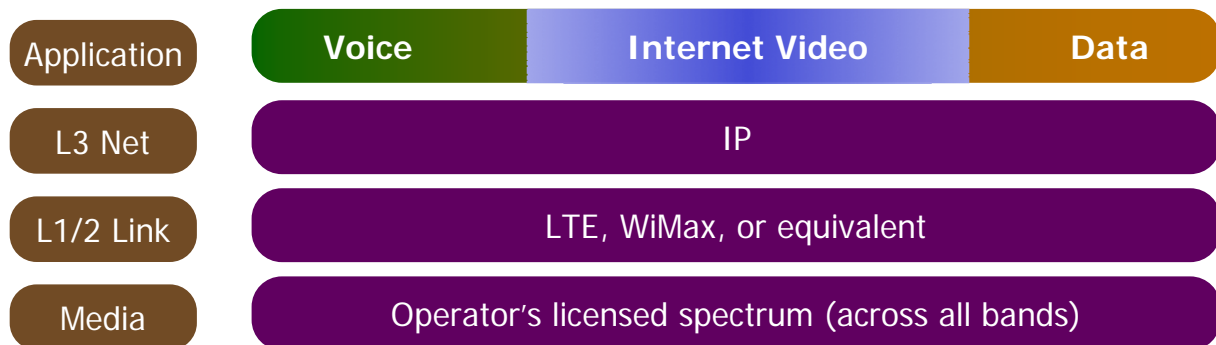 Application
Voice Internet Video Data
L3 Net
IP
L1/2 Link
LTE, WiMax, or equivalent
Media
Operator’s licensed spectrum (across all bands)